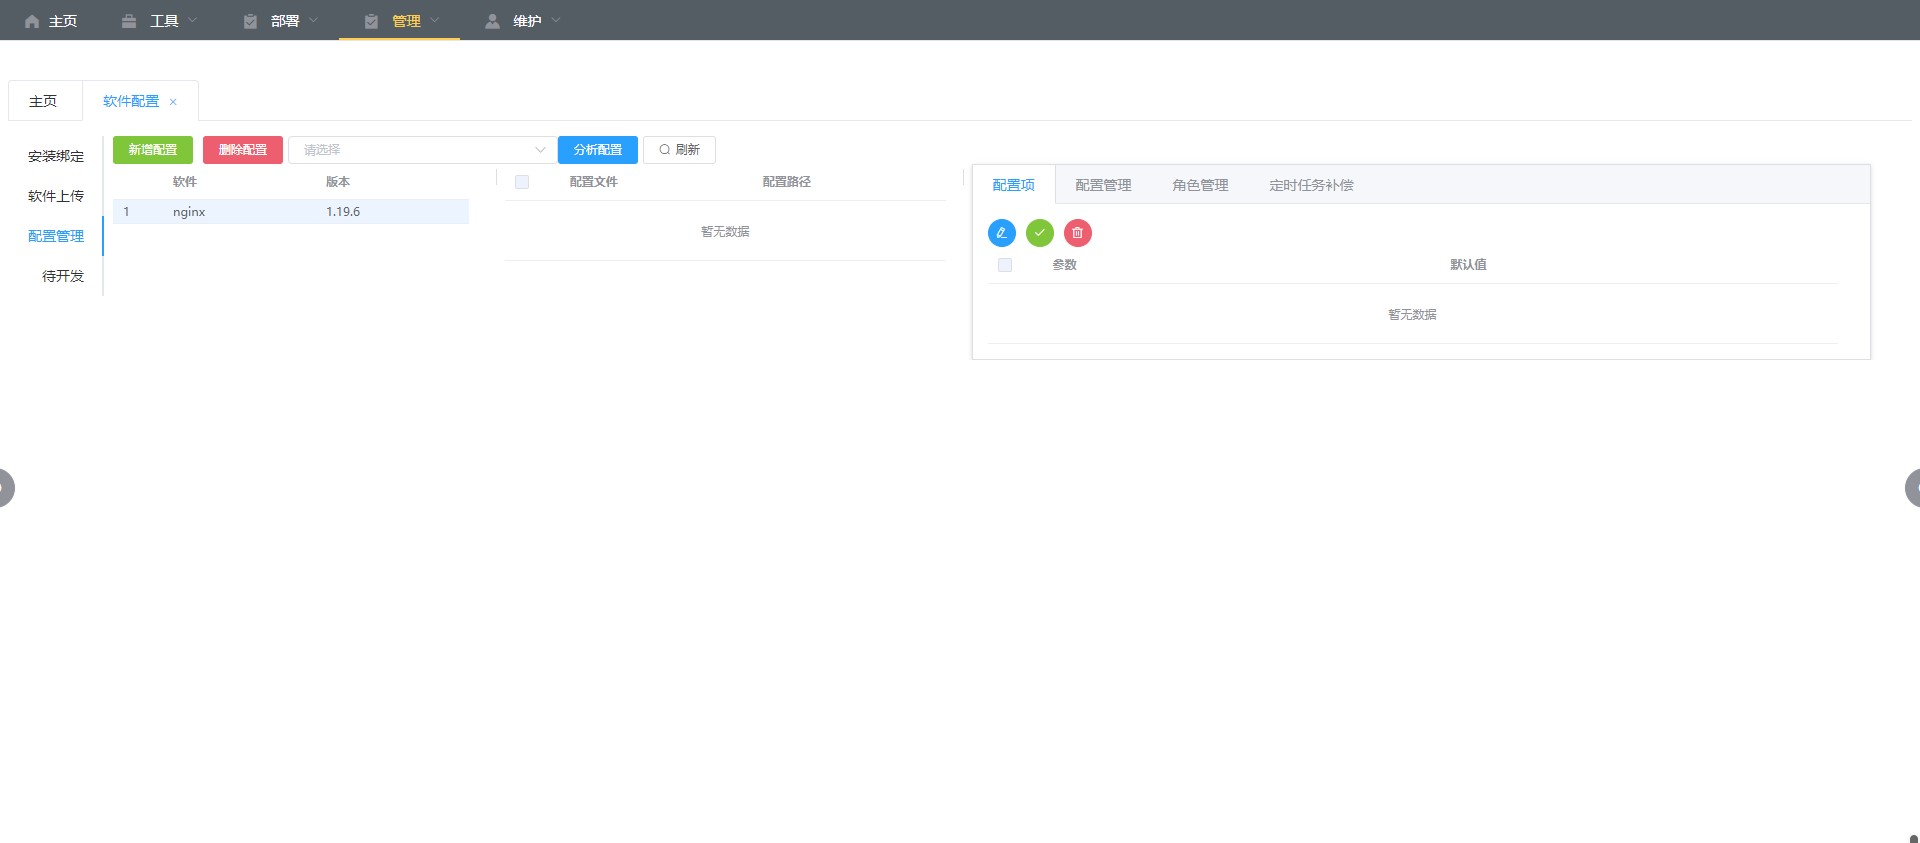 主页 工具 部署 管理 维护
主页 软件配置
安装绑定
软件上传
配置管理
待开发
新增配置 删除配置 请选择 分析配置 刷新
软件 版本
1 nginx 1.19.6
配置文件 配置路径
暂无数据
配置项 配置管理 角色管理 定时任务补偿
参数 默认值
暂无数据